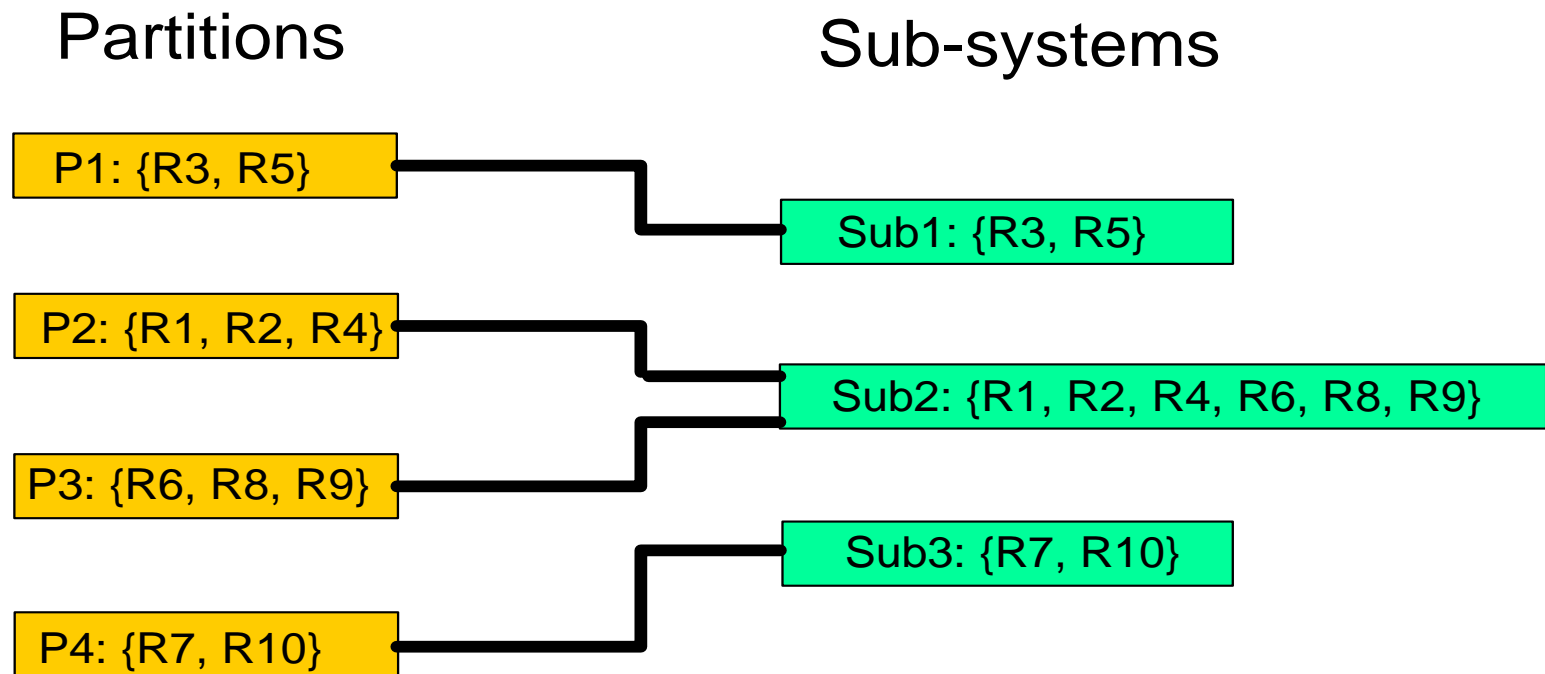 Partitions
Sub-systems
P1: {R3, R5}
Sub1: {R3, R5}
P2: {R1, R2, R4}
Sub2: {R1, R2, R4, R6, R8, R9}
P3: {R6, R8, R9}
Sub3: {R7, R10}
P4: {R7, R10}